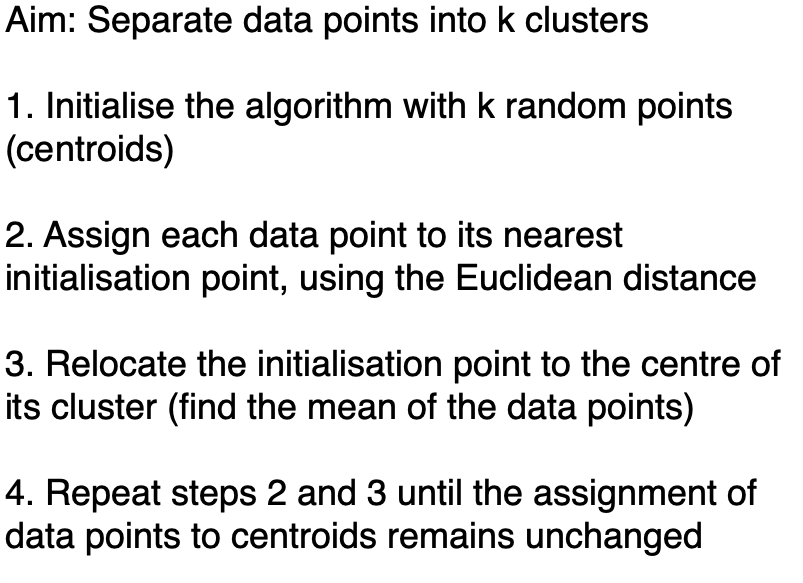 Aim: Separate data points into k clusters
1. Initialise the algorithm with k random points
(centroids)
2. Assign each data point to its nearest
initialisation point, using the Euclidean distance
3. Relocate the initialisation point to the centre of
its cluster (find the mean of the data points)
4. Repeat steps 2 and 3 until the assignment of
data points to centroids remains unchanged